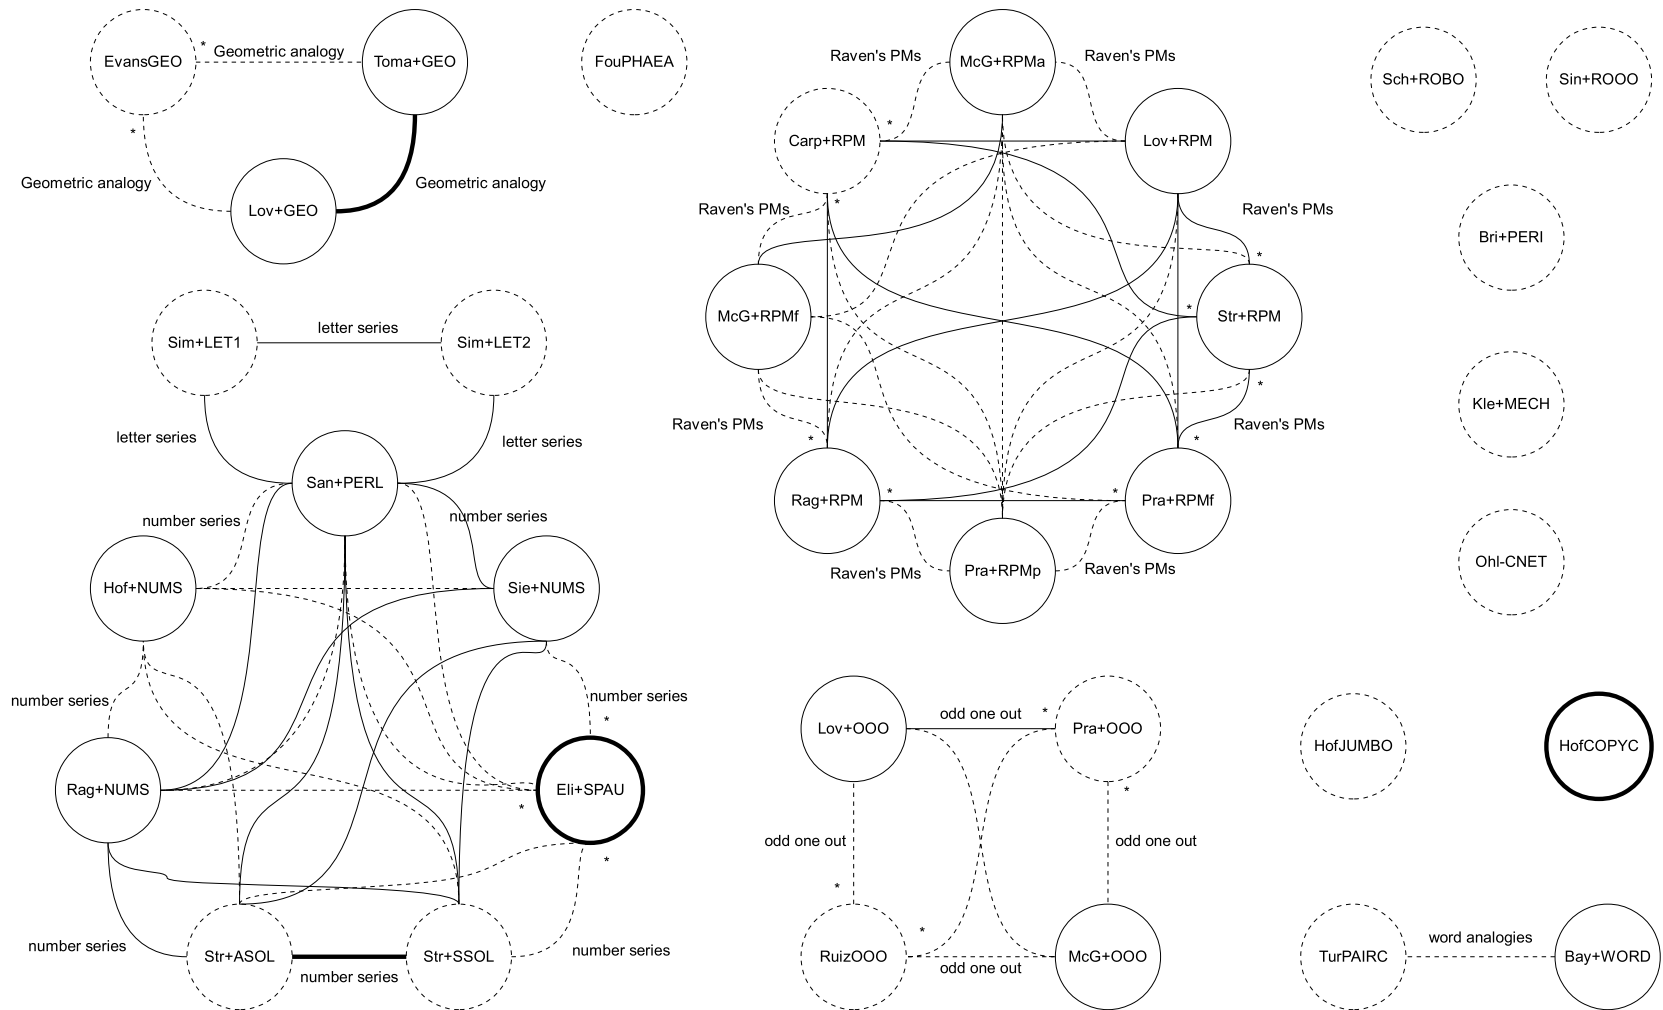 EvansGEO
*
Geometric analogy
Toma+GEO
*
Geometric analogy
Geometric analogy
Lov+GEO
FouPHAEA
McG+RPMa
Raven's PMs
Raven's PMs
Carp+RPM
*
Lov+RPM
Raven's PMs
*
Raven's PMs
*
McG+RPMf
*
Str+RPM
*
Raven's PMs
*
*
Raven's PMs
Rag+RPM
*
*
Pra+RPMf
Raven's PMs
Pra+RPMp
Raven's PMs
Sch+ROBO
Sin+ROOO
Bri+PERI
Kle+MECH
Ohl-CNET
Sim+LET1
letter series
Sim+LET2
letter series
letter series
San+PERL
number series
number series
Hof+NUMS
Sie+NUMS
number series
number series
*
Rag+NUMS
*
Eli+SPAU
*
number series
Str+ASOL
number series
Str+SSOL
number series
Lov+OOO
odd one out
*
Pra+OOO
*
odd one out
odd one out
*
*
RuizOOO
odd one out
McG+OOO
HofJUMBO
HofCOPYC
TurPAIRC
word analogies
Bay+WORD